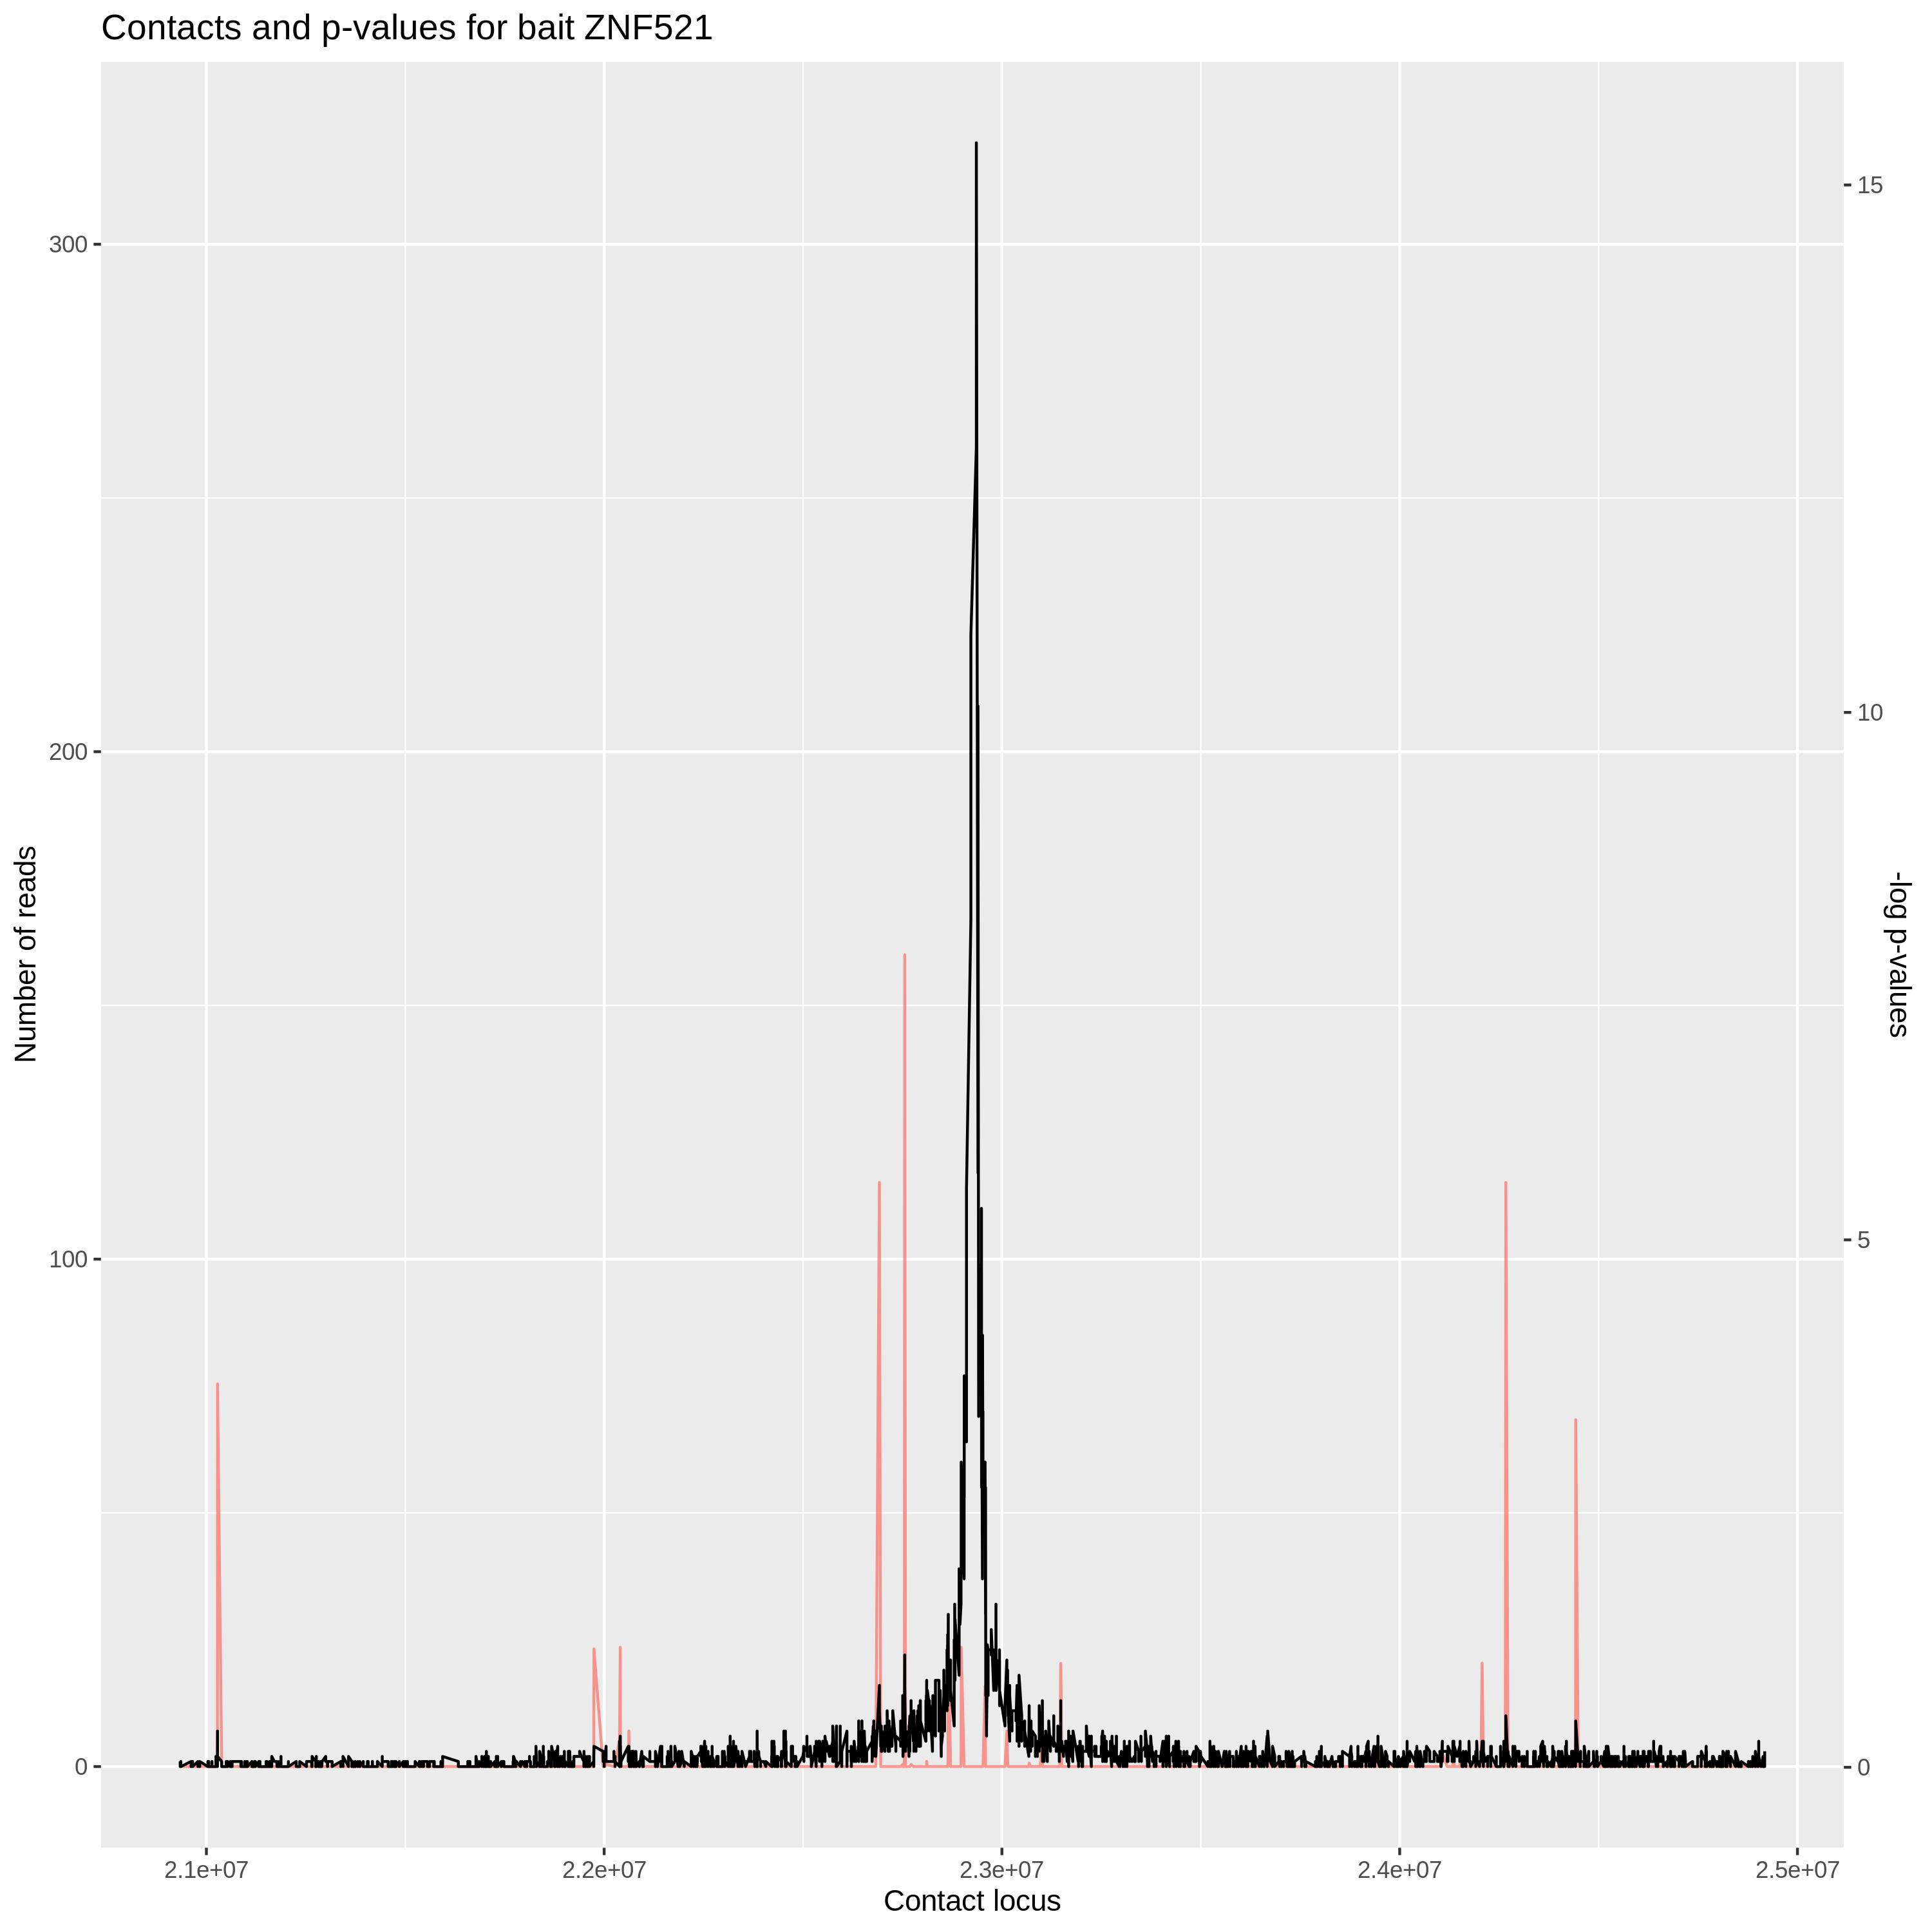 Contacts and p-values for bait ZNF521
Number of reads
300
200
100
0
15
10
5
0
-log p-values
2.1e+07
2.2e+07
2.3e+07
2.4e+07
2.5e+07
Contact locus